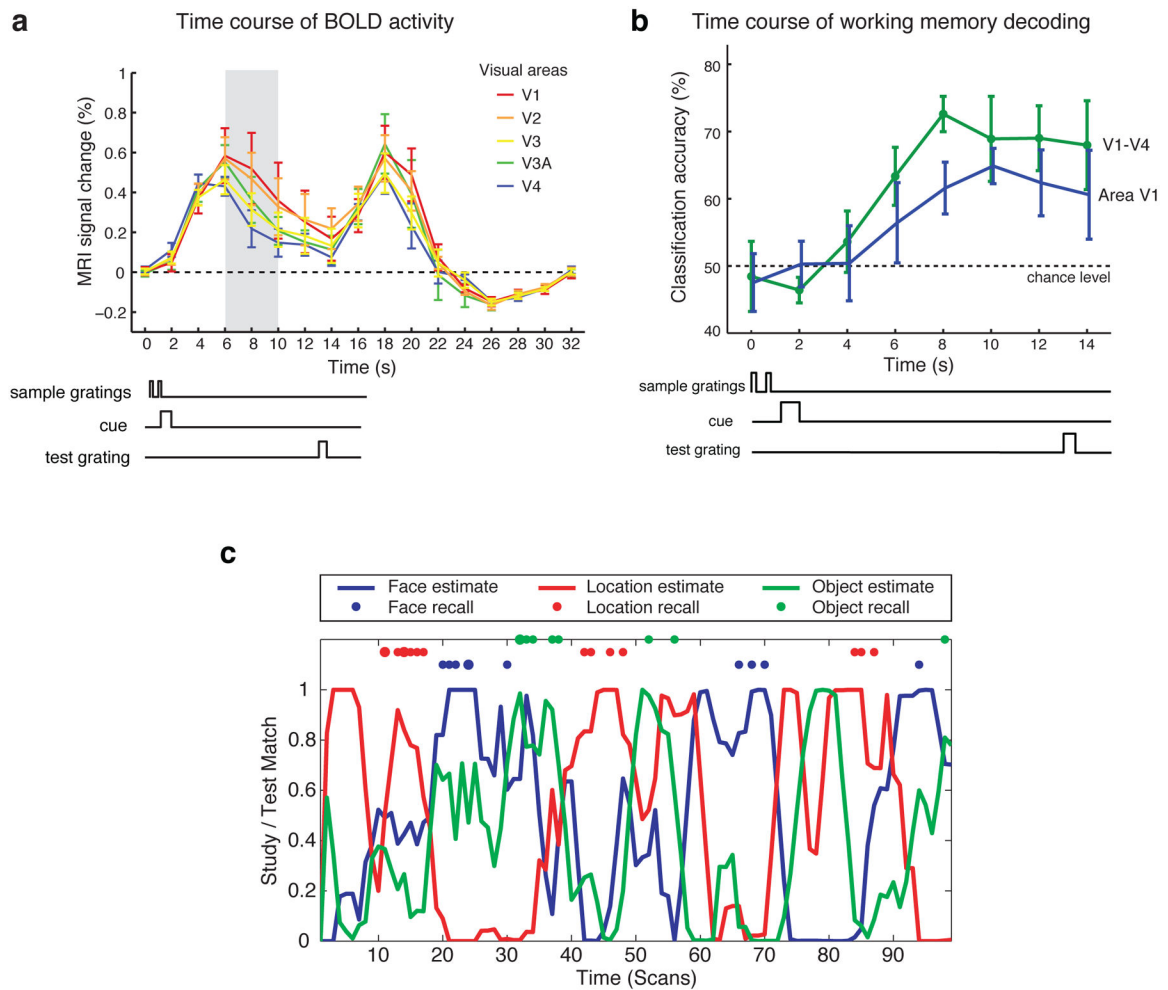 a
Time course of BOLD activity
MRI signal change (%)
1
0.8
0.6
0.4
0.2
0
−0.2
Visual areas
V1
V2
V3
V3A
V4
0 2 4 6 8 10 12 14 16 18 20 22 24 26 28 30 32
Time (s)
sample gratings
cue
test grating
b
Time course of working memory decoding
Classification accuracy (%)
80
70
60
50
40
V1-V4
Area V1
chance level
0 2 4 6 8 10 12 14
Time (s)
sample gratings
cue
test grating
c
Face estimate Location estimate Object estimate
Face recall Location recall Object recall
Study / Test Match
1
0.8
0.6
0.4
0.2
0
10 20 30 40 50 60 70 80 90
Time (Scans)